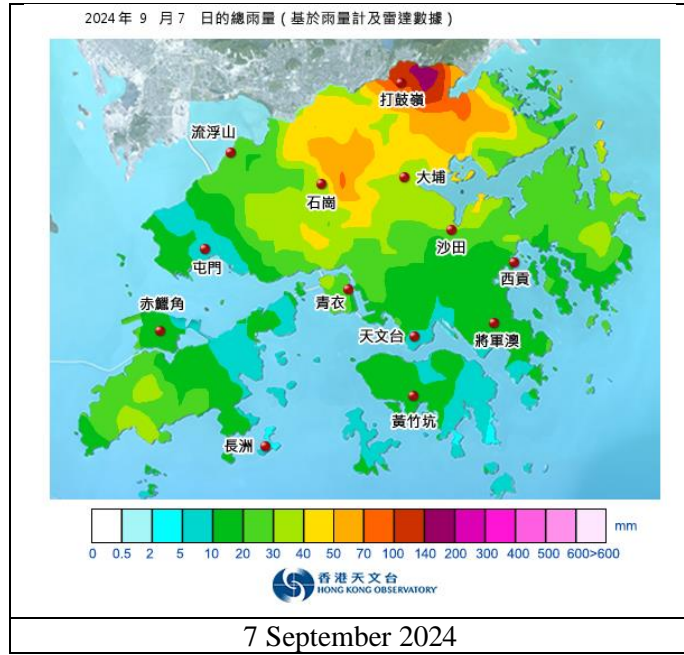 2024年 9 月 7 日的總雨量（基於雨量計及雷達數據）
打鼓嶺
流浮山
大埔
石崗
沙田
屯門
西貢
青衣
赤鱲角
天文台
將軍澳
黃竹坑
長洲
0 0.5 2 5 10 20 30 40 50 70 100 140 200 300 400 500 600>600 mm
香港天文台
HONG KONG OBSERVATORY
7 September 2024